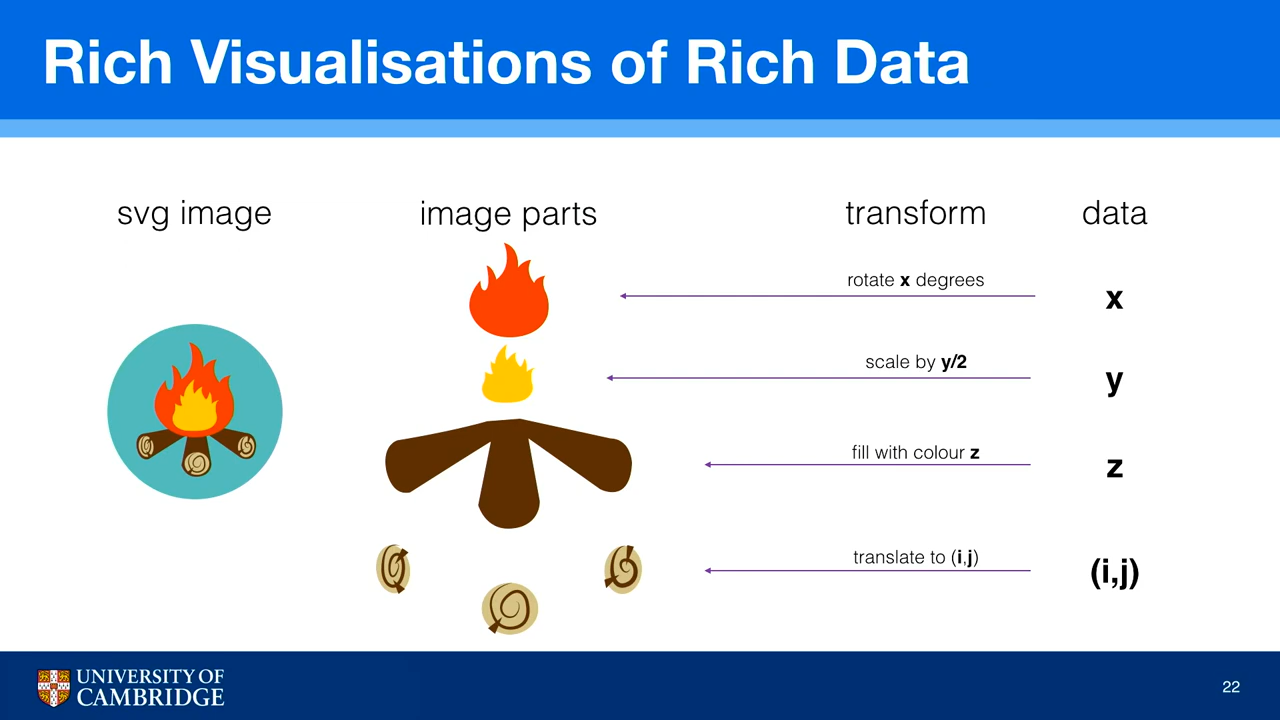 Rich Visualisations of Rich Data
svg image
image parts
transform
data
rotate x degrees
x
scale by y/2
y
fill with colour z
z
translate to (i,j)
(i,j)
UNIVERSITY OF
CAMBRIDGE
22